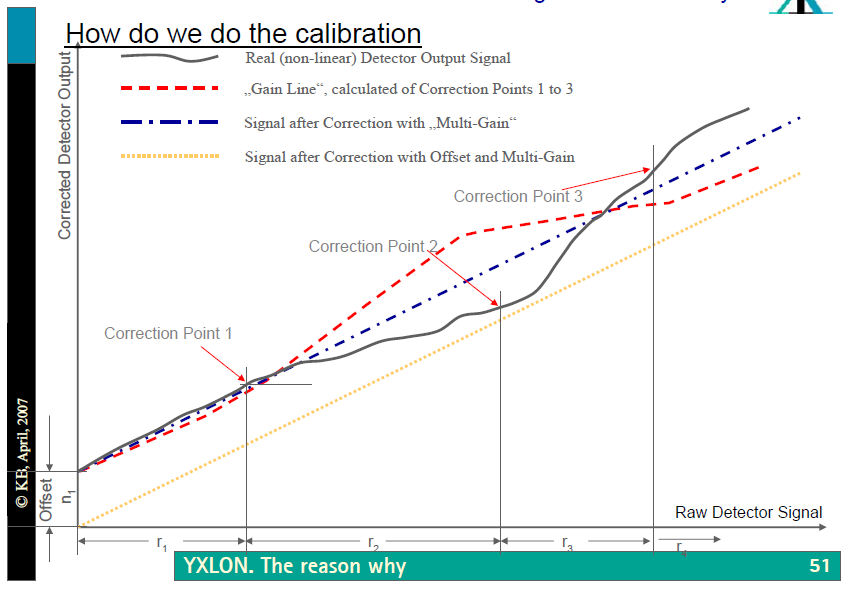 How do we do the calibration
Real (non-linear) Detector Output Signal
„Gain Line“, calculated of Correction Points 1 to 3
Signal after Correction with „Multi-Gain“
Signal after Correction with Offset and Multi-Gain
Corrected Detector Output
Correction Point 3
Correction Point 2
Correction Point 1
© KB, April, 2007
Offset
n1
Raw Detector Signal
r1
r2
r3
YXLON. The reason why
51